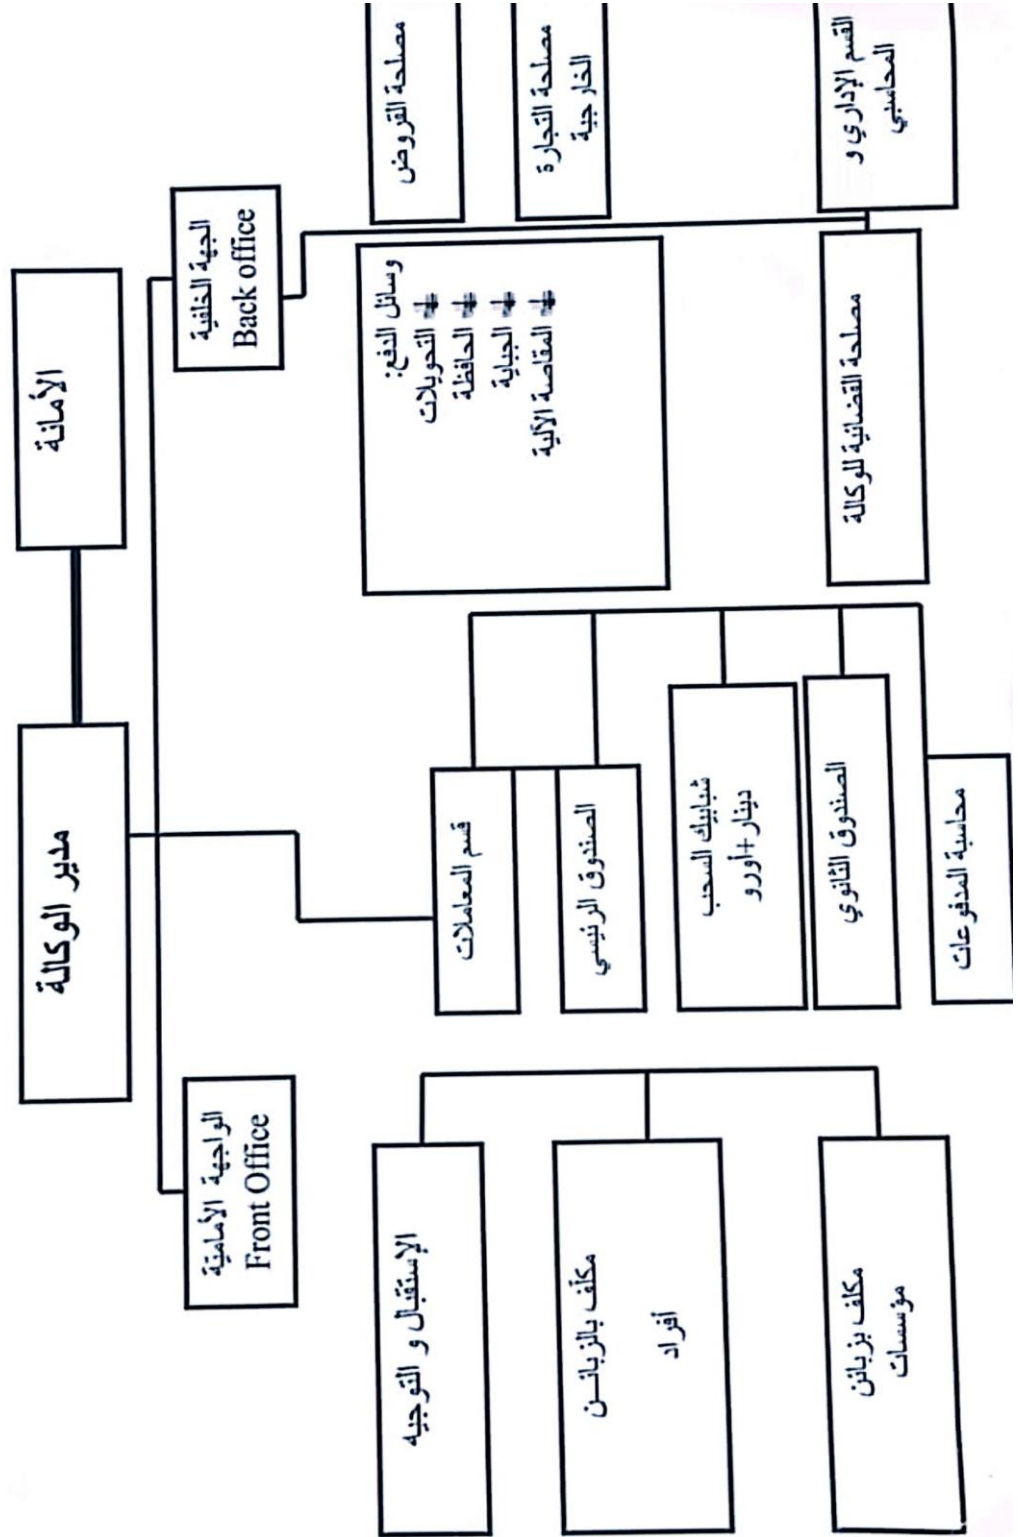 الأمانة
مدير الوكالة
الجهة الخلفية
Back office
الواجهة الأمامية
Front Office
مصلحة القروض
مصلحة التجارة
الخارجية
القسم الإداري و
المحاسبي
وسائل الدفع:
التحويلات
الحافظة
الجباية
المقاصة الآلية
مصلحة القضائية للوكالة
قسم المعاملات
الصندوق الرئيسي
شبابيك السحب
دينار+أورو
الصندوق الثانوي
محاسبة المدفوعات
الإستقبال و التوجيه
مكلف بالزبائـن
أفراد
مكلف بزبائن
مؤسسات